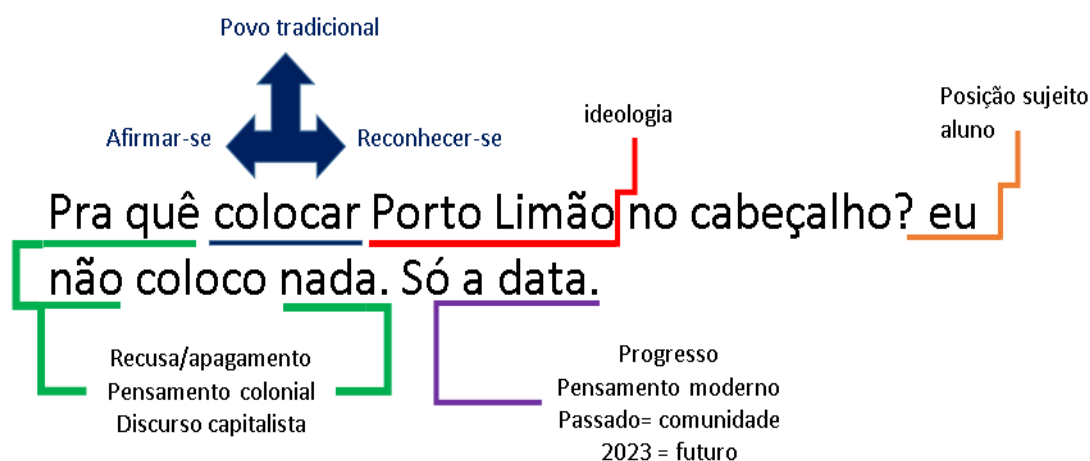 Povo tradicional
Afirmar-se
Reconhecer-se
ideologia
Posição sujeito
aluno
Pra quê colocar Porto Limão no cabeçalho? eu
não coloco nada. Só a data.
Recusa/apagamento
Pensamento colonial
Discurso capitalista
Progresso
Pensamento moderno
Passado= comunidade
2023 = futuro